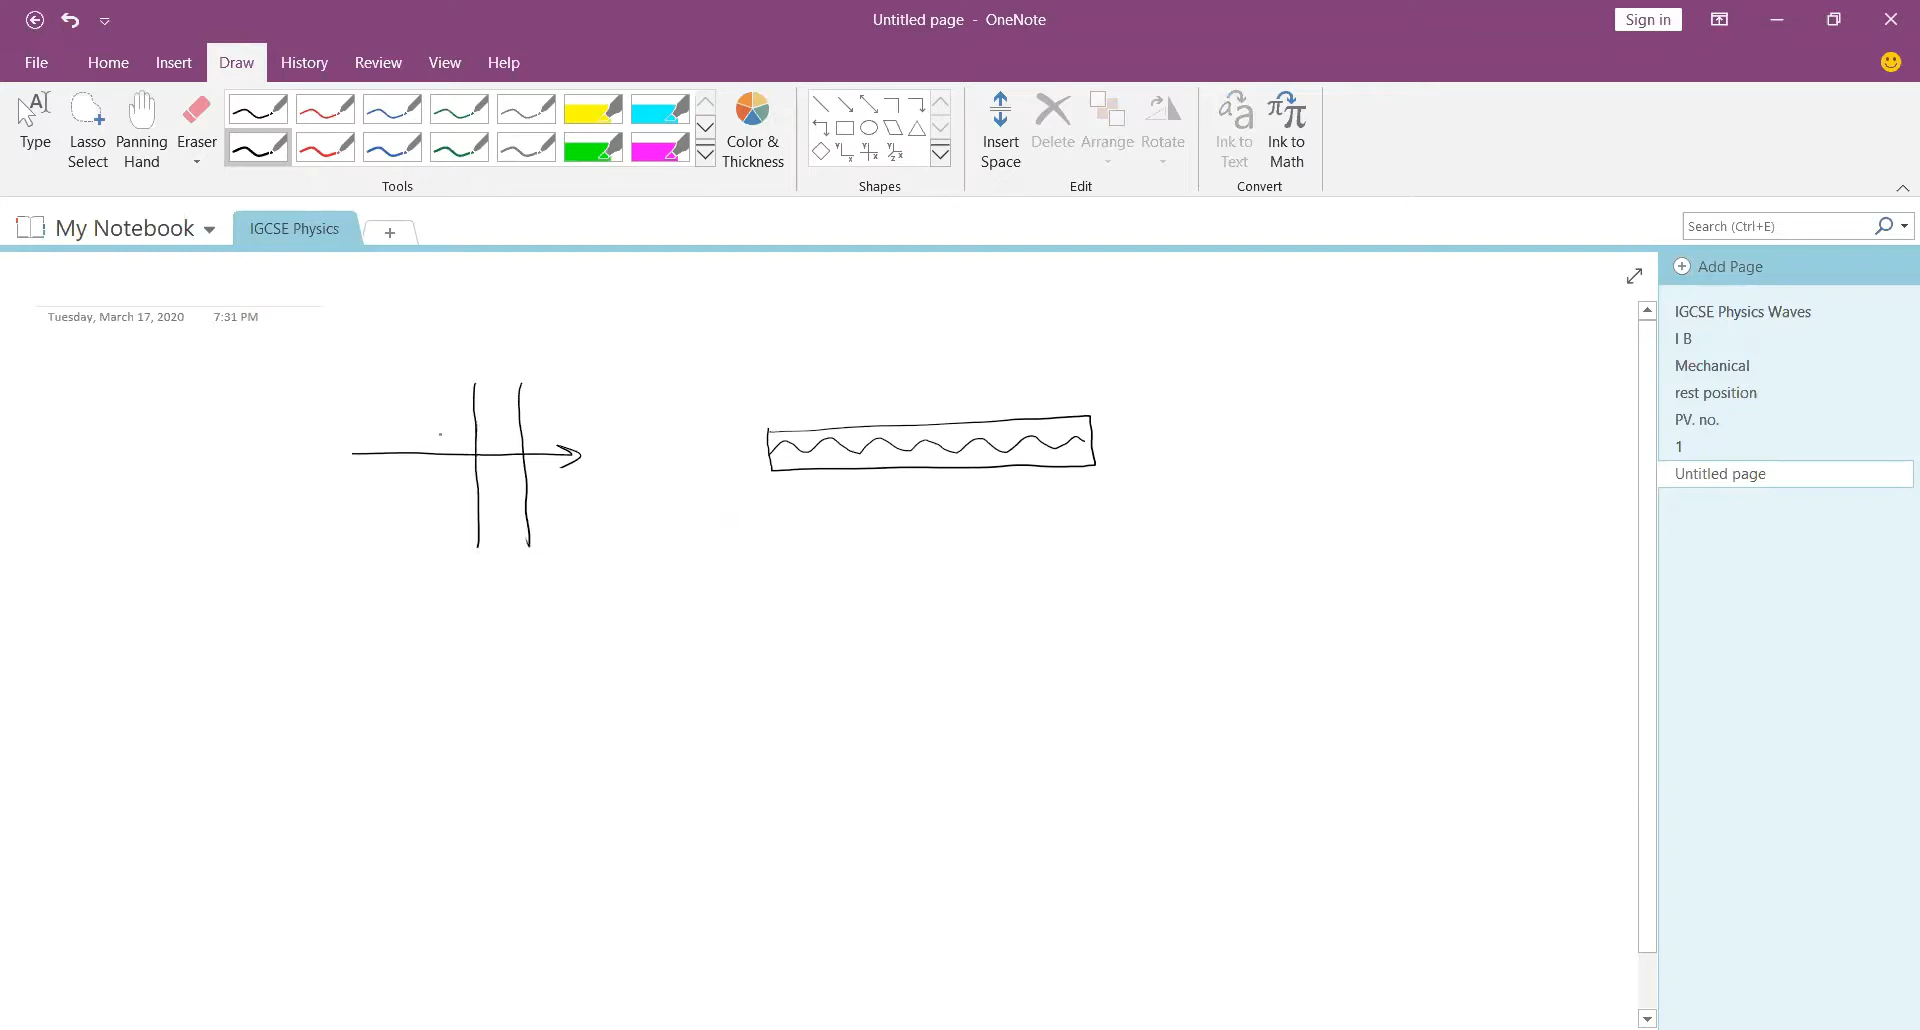 Untitled page - OneNote
Sign in
File Home Insert Draw History Review View Help
Type
Lasso Select
Panning Hand
Eraser
Color & Thickness
Insert Space
Delete
Arrange
Rotate
Ink to Text
Ink to Math
Tools
Shapes
Edit
Convert
My Notebook
IGCSE Physics
Search (Ctrl+E)
Add Page
Tuesday, March 17, 2020 7:31 PM
IGCSE Physics Waves
I B
Mechanical
rest position
PV. no.
1
Untitled page